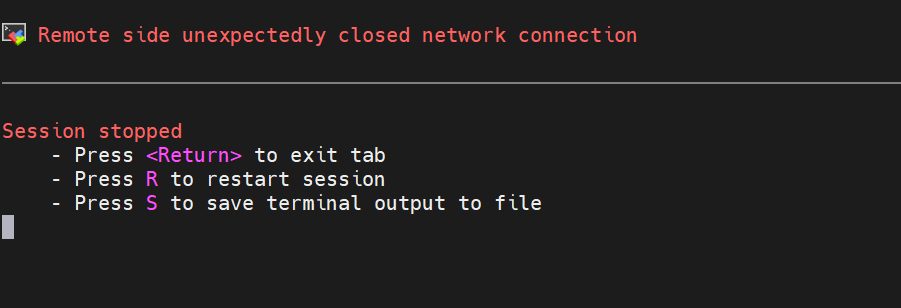 Remote side unexpectedly closed network connection
Session stopped
- Press <Return> to exit tab
- Press R to restart session
- Press S to save terminal output to file